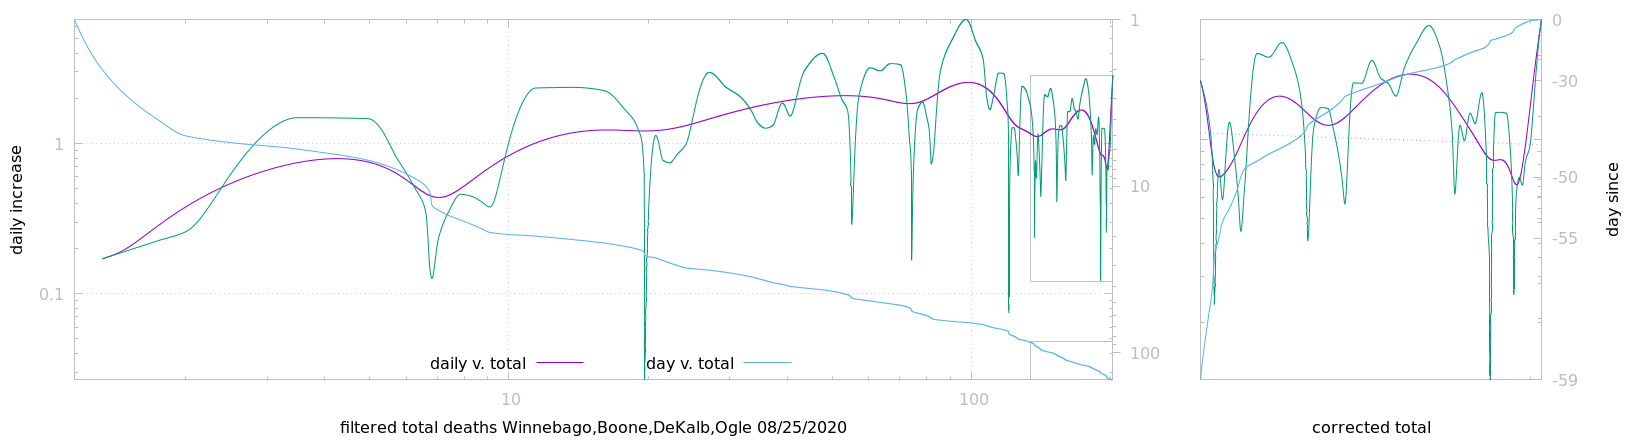 1
0
-30
daily increase
1
10
-50
day since
-55
0.1
daily v. total
day v. total
100
-59
10
100
filtered total deaths Winnebago,Boone,DeKalb,Ogle 08/25/2020
corrected total